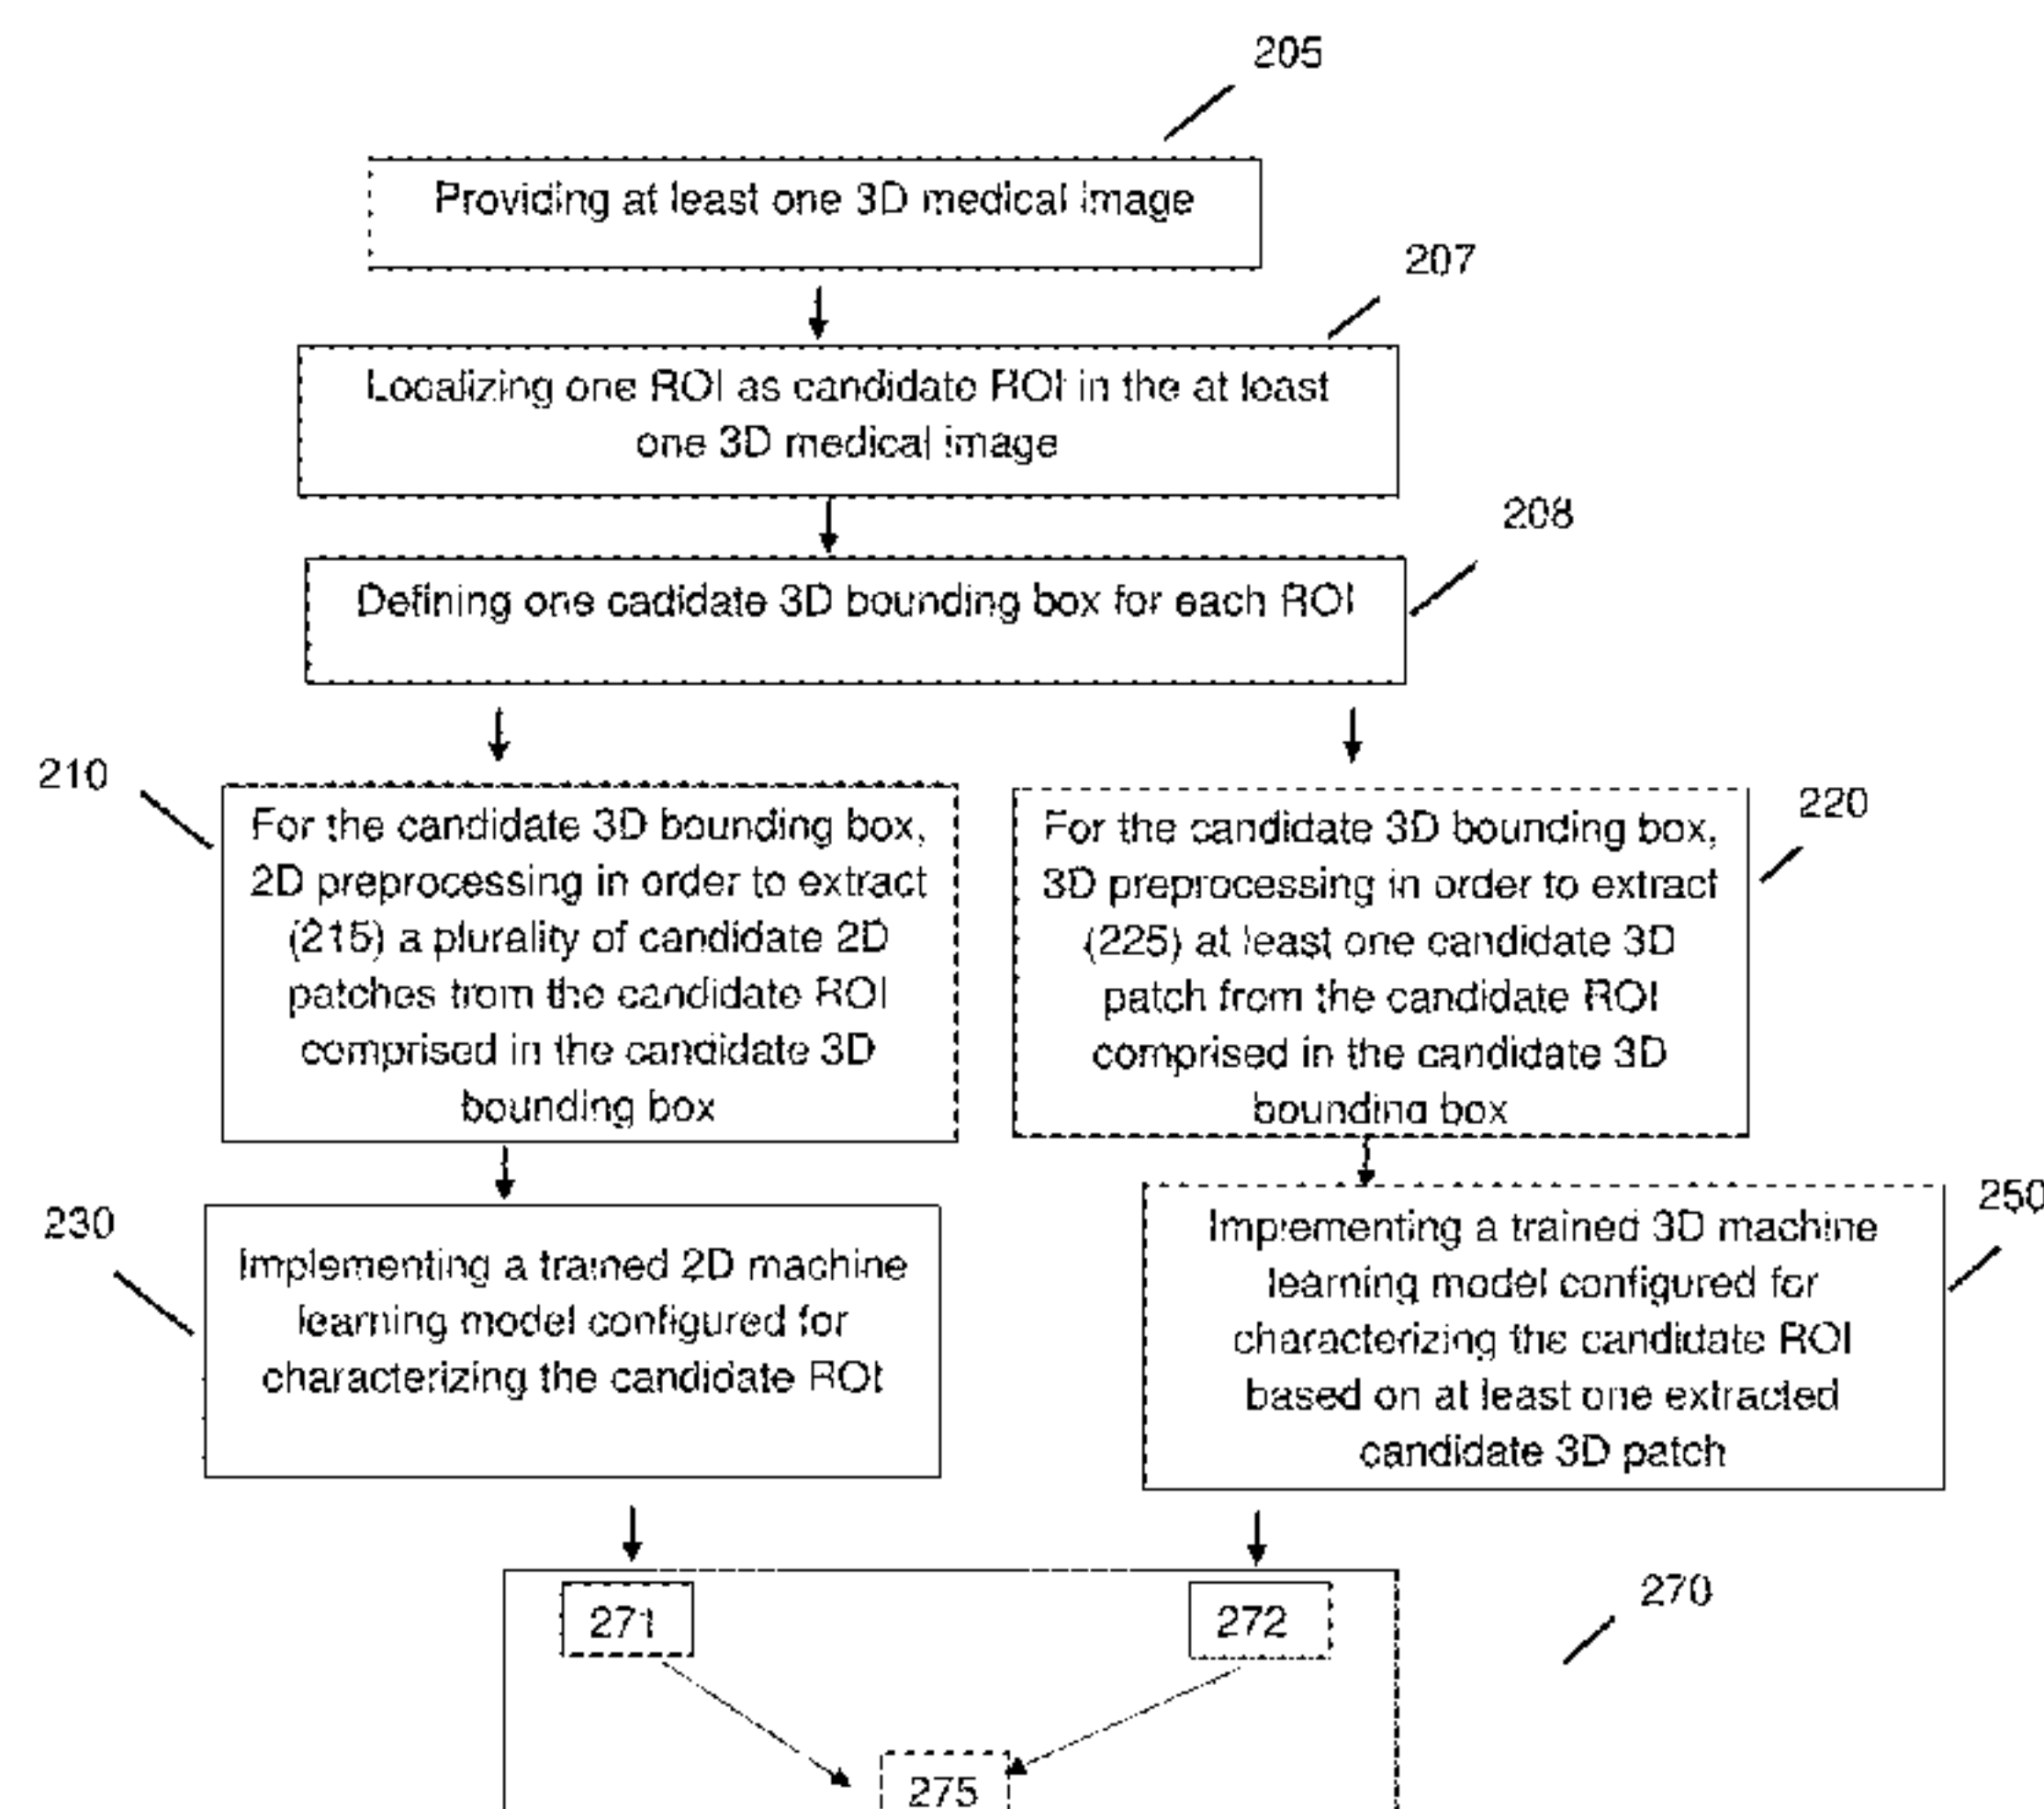 205
Providing at least one 3D medical image
207
Localizing one ROI as candidate ROI in the at least
one 3D medical image
208
Defining one cadidate 3D bounding box for each ROI
210
For the candidate 3D bounding box,
2D preprocessing in order to extract
(215) a plurality of candidate 2D
patches from the candidate ROI
comprised in the candidate 3D
bounding box
220
For the candidate 3D bounding box,
3D preprocessing in order to extract
(225) at least one candidate 3D
patch from the candidate ROI
comprised in the candidate 3D
bounding box
230
Implementing a trained 2D machine
learning model configured for
characterizing the candidate ROI
250
Implementing a trained 3D machine
learning model configured for
characterizing the candidate ROI
based on at least one extracted
candidate 3D patch
270
271
272
275